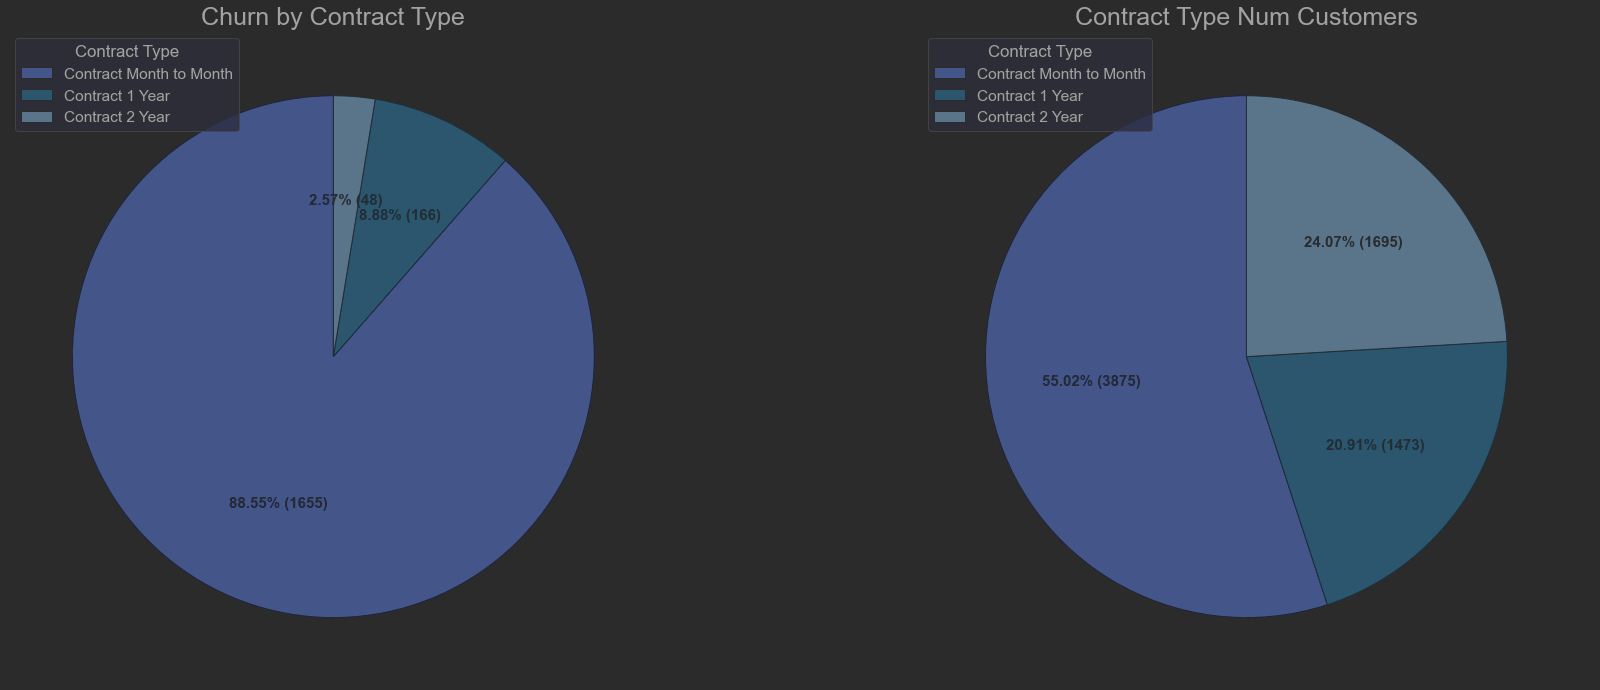 Churn by Contract Type
Contract Type
Contract Month to Month
Contract 1 Year
Contract 2 Year
2.57% (48)
8.88% (166)
88.55% (1655)
Contract Type Num Customers
Contract Type
Contract Month to Month
Contract 1 Year
Contract 2 Year
24.07% (1695)
55.02% (3875)
20.91% (1473)